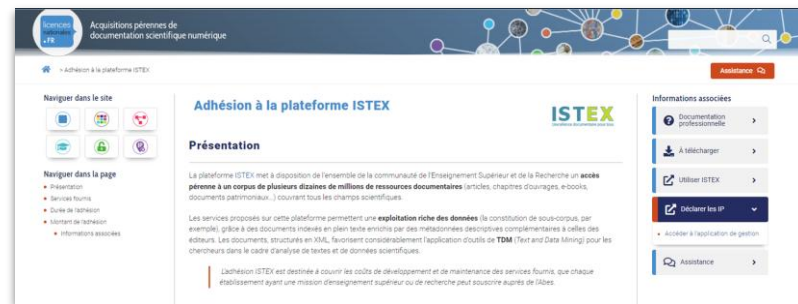 licences
nationales
.FR
Acquisitions pérennes de
documentation scientifique numérique
» Adhésion à la plateforme ISTEX
Assistance
Naviguer dans le site
Naviguer dans la page
Présentation
Services fournis
Durée de l'adhésion
Montant de l'adhésion
Informations associées
Adhésion à la plateforme ISTEX
ISTEX
L'excellence documentaire pour tous
Présentation
La plateforme ISTEX met à disposition de l'ensemble de la communauté de l'Enseignement Supérieur et de la Recherche un accès
pérenne à un corpus de plusieurs dizaines de millions de ressources documentaires (articles, chapitres d'ouvrages, e-books,
documents patrimoniaux...) couvrant tous les champs scientifiques.
Les services proposés sur cette plateforme permettent une exploitation riche des données (la constitution de sous-corpus, par
exemple), grâce à des documents indexés en plein texte enrichis par des métadonnées descriptives complémentaires à celles des
éditeurs. Les documents, structurés en XML, favorisent considérablement l'application d'outils de TDM (Text and Data Mining) pour les
chercheurs dans le cadre d'analyse de textes et de données scientifiques.
L'adhésion ISTEX est destinée à couvrir les coûts de développement et de maintenance des services fournis, que chaque
établissement ayant une mission d'enseignement supérieur ou de recherche peut souscrire auprès de l'Abes.
Informations associées
Documentation
professionnelle
À télécharger
Utiliser ISTEX
Déclarer les IP
Accéder à l'application de gestion
Assistance